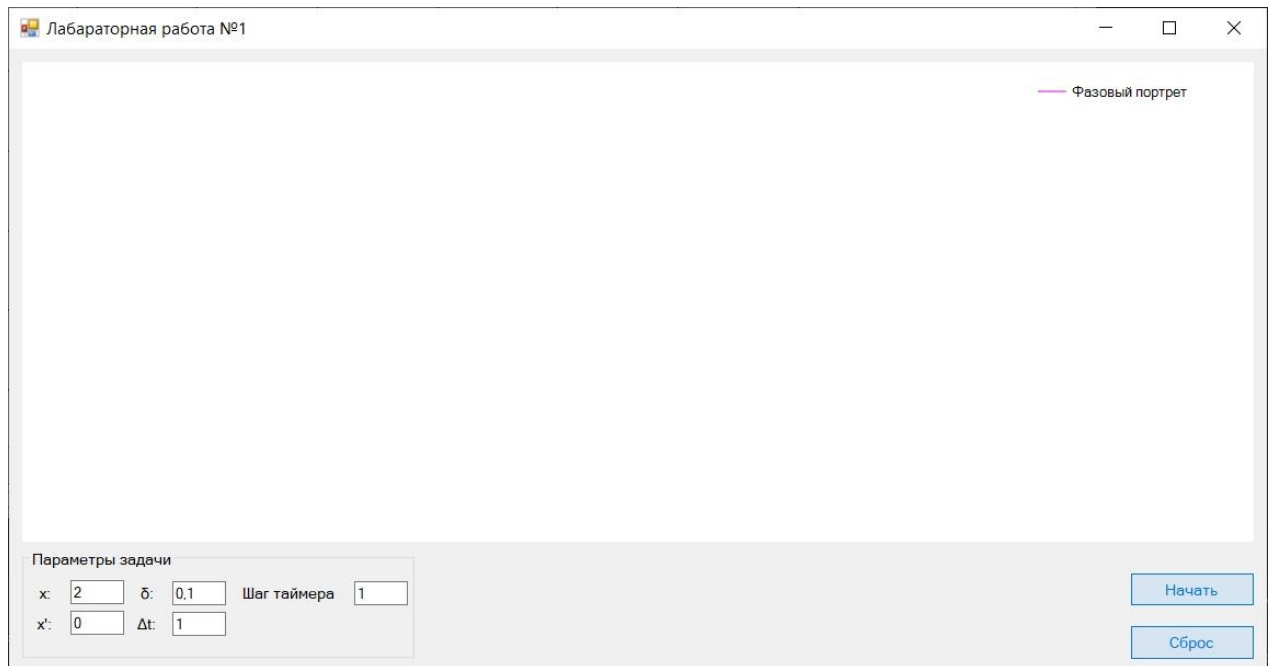 Лабараторная работа №1
Фазовый портрет
Параметры задачи
x: 2 δ: 0,1 Шаг таймера 1
x': 0 Δt: 1
Начать
Сброс